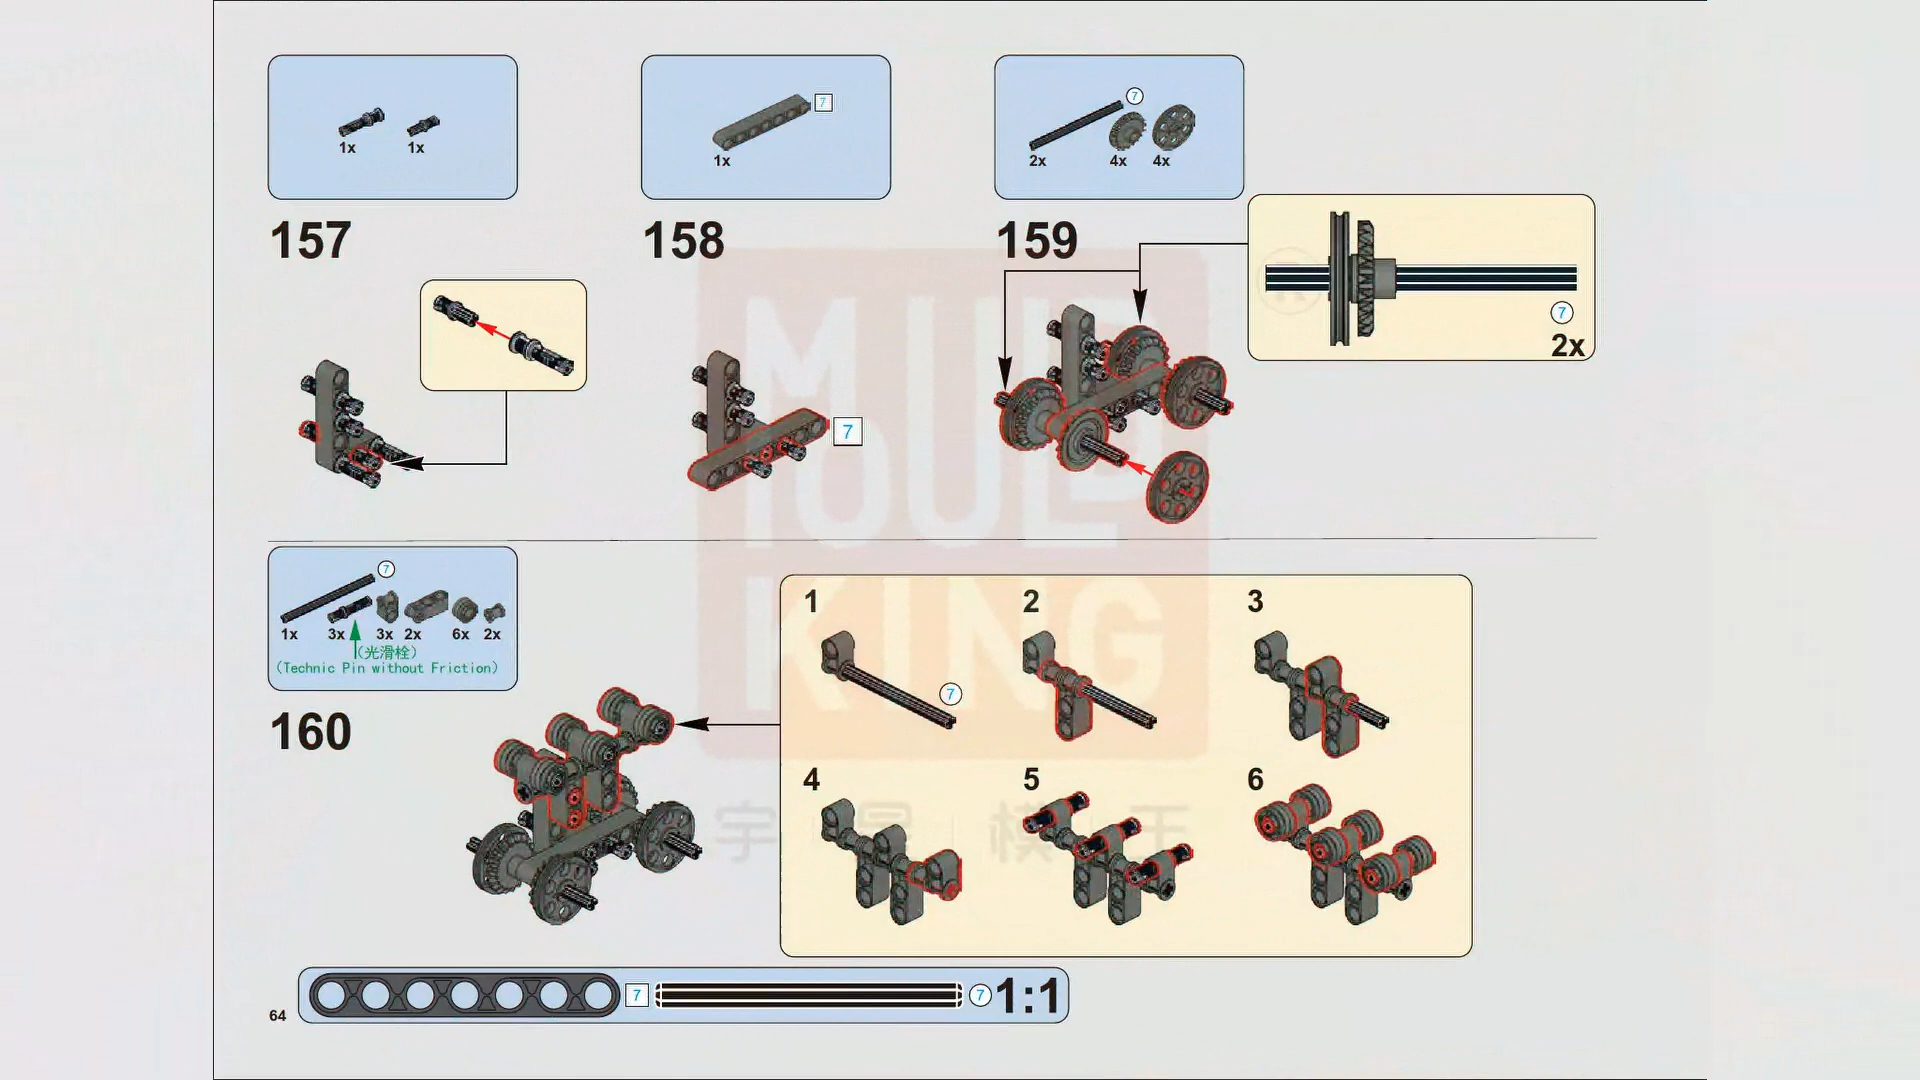 7
1x 1x
1x
7
2x 4x 4x
157
158
159
7
2x
7
7
1x 3x 3x 2x 6x 2x
(光滑栓)
(Technic Pin without Friction)
160
1
2
3
7
4
5
6
MOULD KING
®
宇星模王
7
7
1:1
64